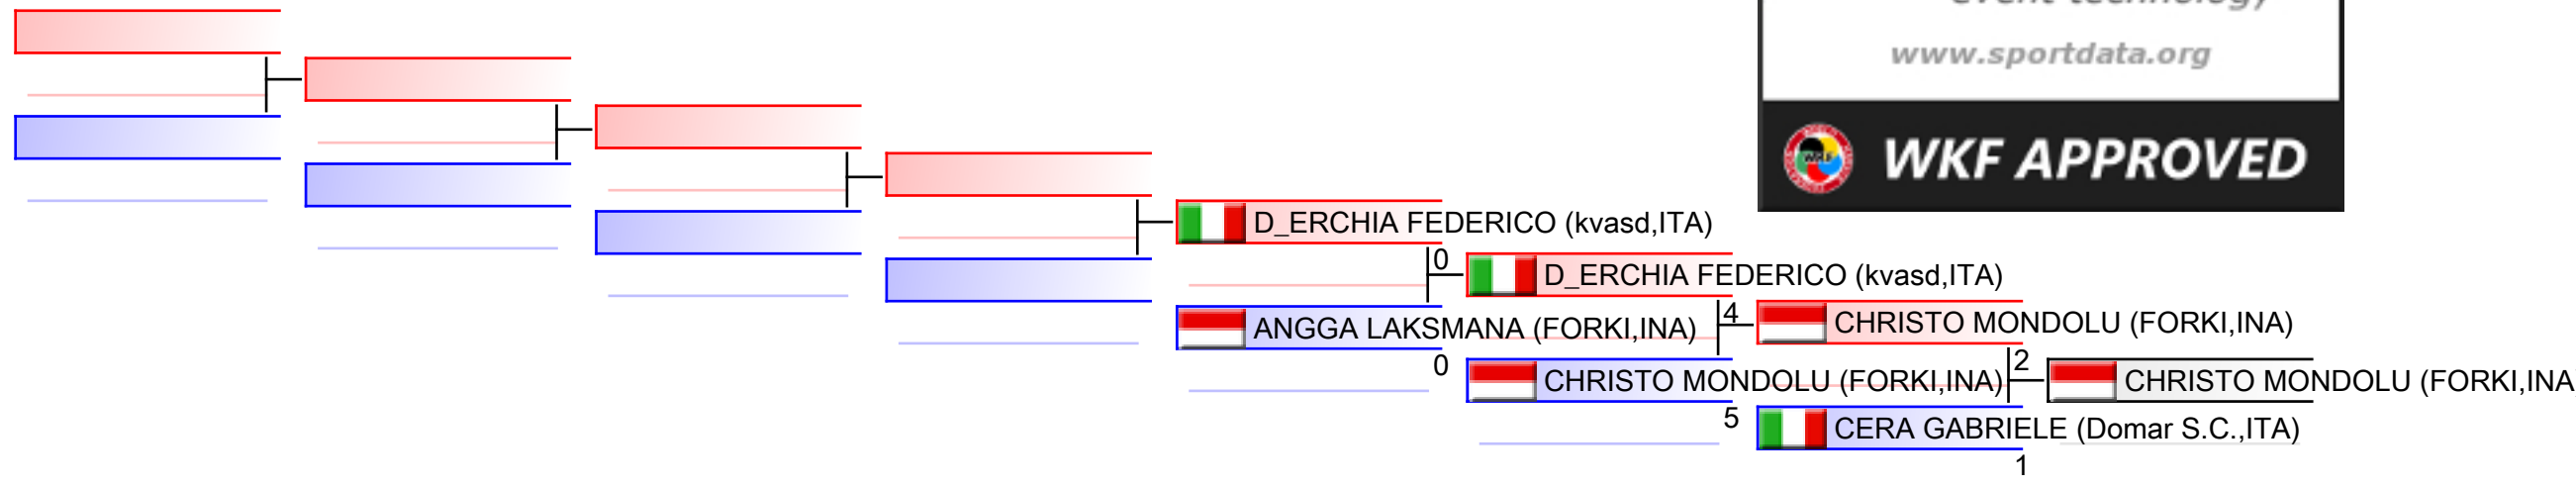 event technology
www.sportdata.org
WKF APPROVED
D_ERCHIA FEDERICO (kvasd,ITA)
0
D_ERCHIA FEDERICO (kvasd,ITA)
ANGGA LAKSMANA (FORKI,INA)
4
CHRISTO MONDOLU (FORKI,INA)
0
CHRISTO MONDOLU (FORKI,INA)
2
CHRISTO MONDOLU (FORKI,INA
5
CERA GABRIELE (Domar S.C.,ITA)
1